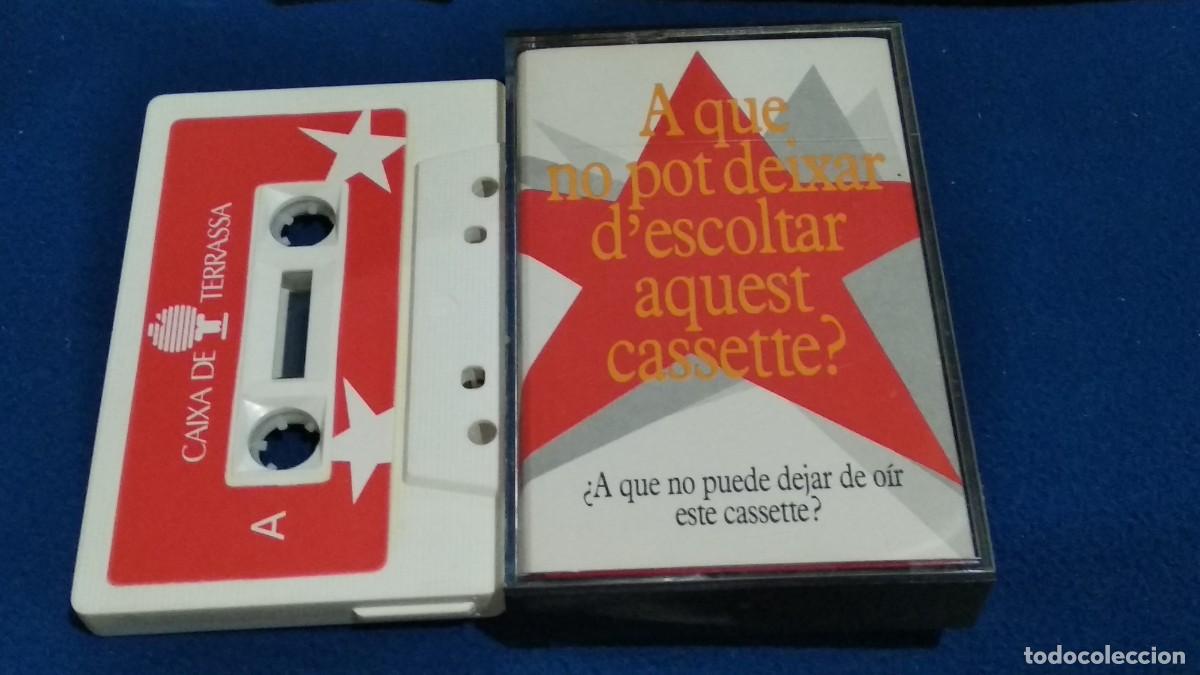 CAIXA DE TERRASSA
A
A que
no pot deixar
d'escoltar
aquest
cassette?
¿A que no puede dejar de oír
este cassette?
todocoleccion